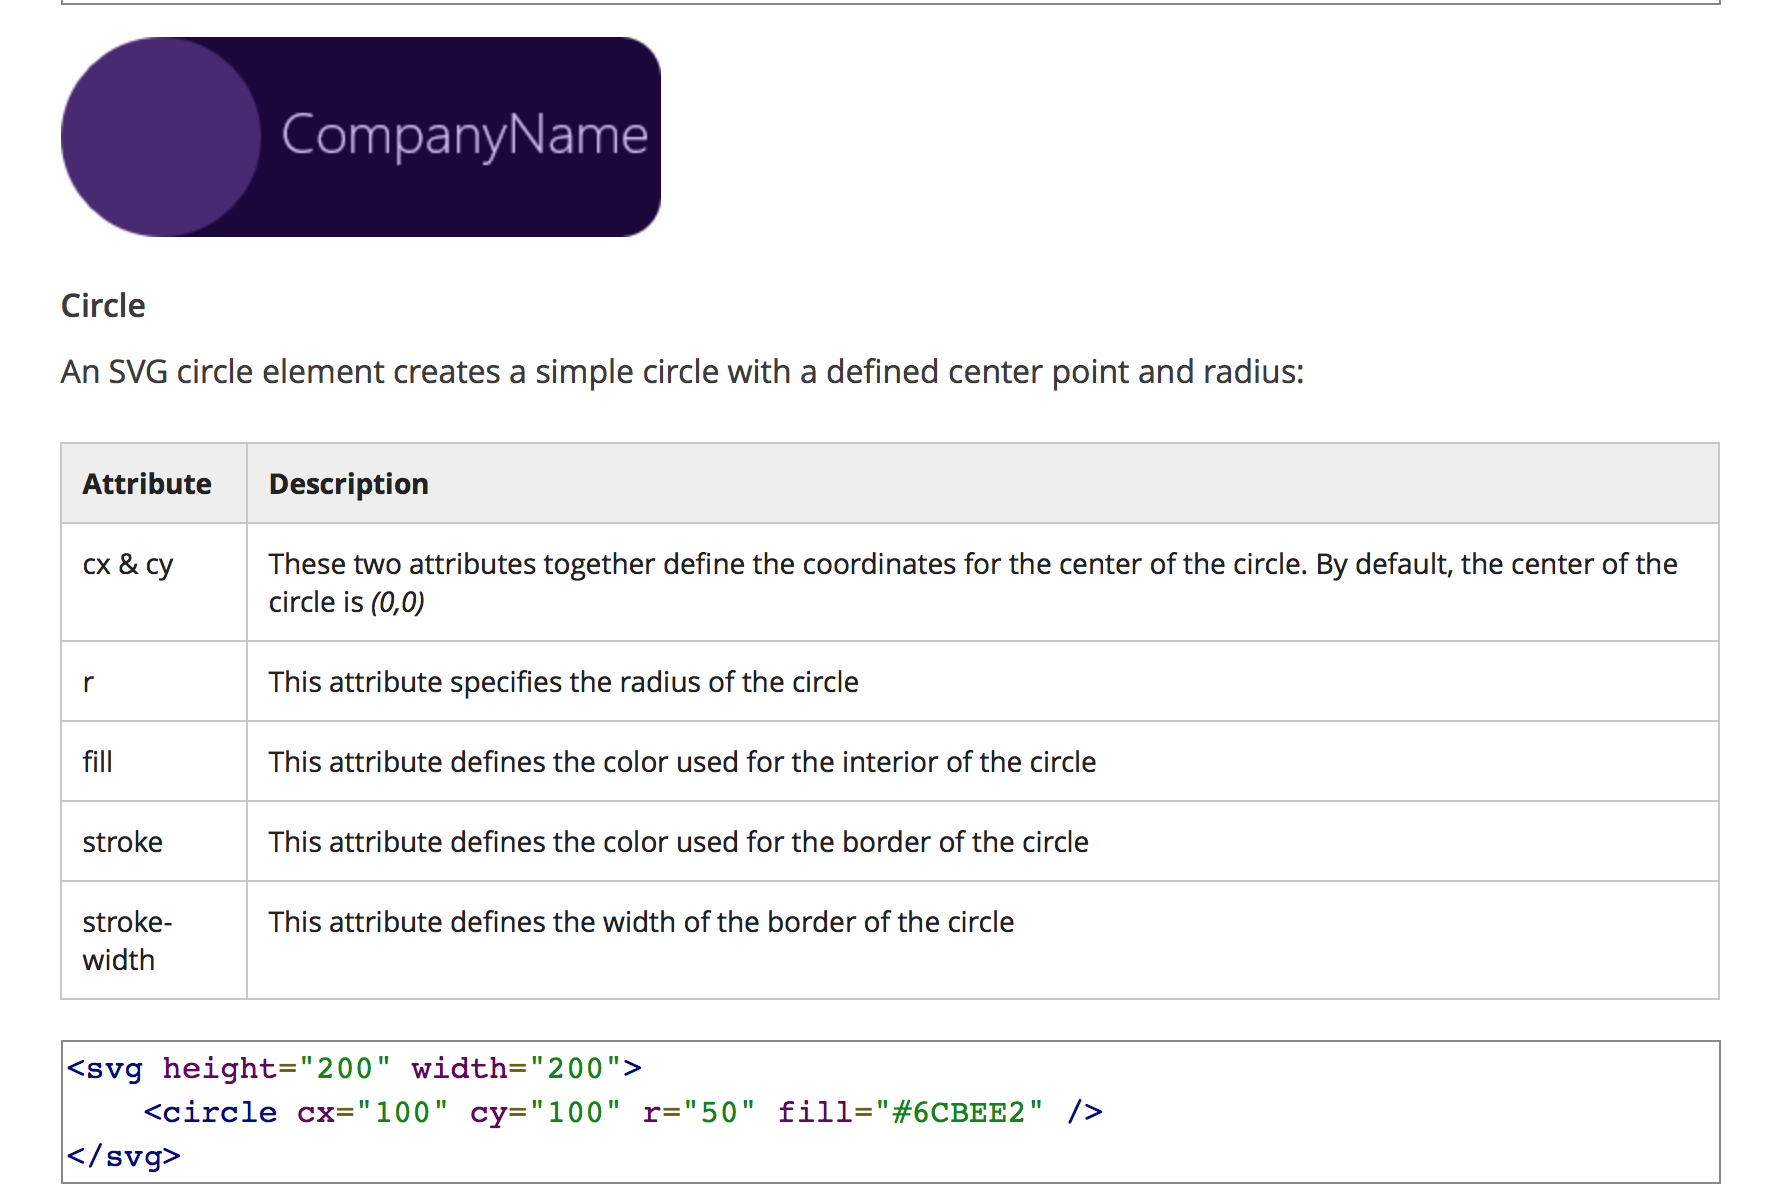 CompanyName
Circle
An SVG circle element creates a simple circle with a defined center point and radius:
Attribute Description
cx & cy These two attributes together define the coordinates for the center of the circle. By default, the center of the
circle is (0,0)
r This attribute specifies the radius of the circle
fill This attribute defines the color used for the interior of the circle
stroke This attribute defines the color used for the border of the circle
stroke- This attribute defines the width of the border of the circle
width
<svg height="200" width="200">
    <circle cx="100" cy="100" r="50" fill="#6CBEE2" />
</svg>